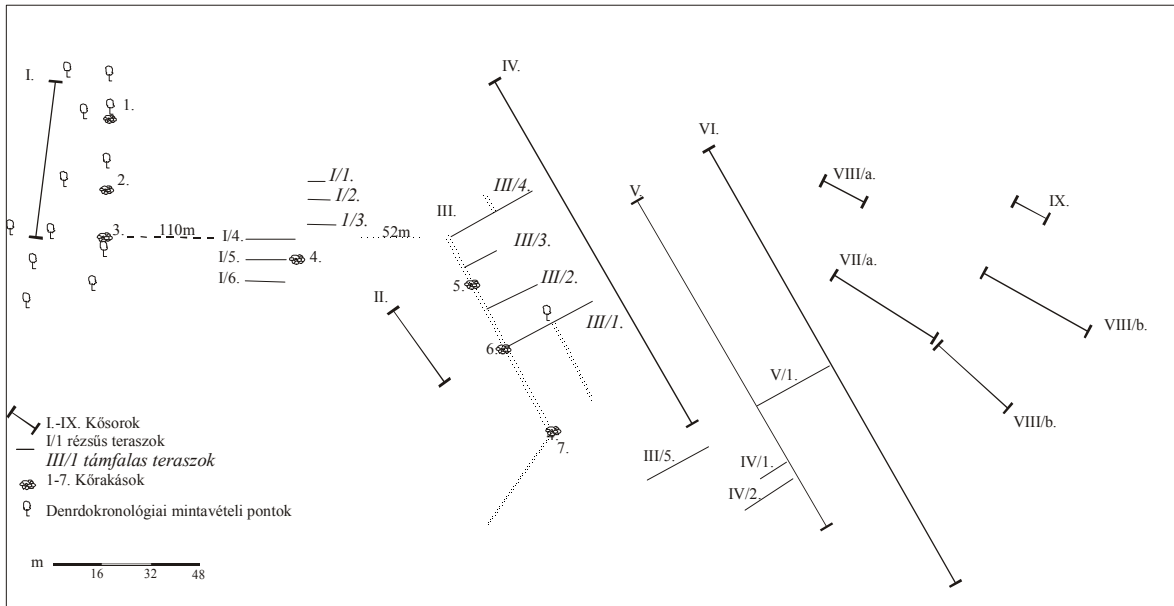 I.
1.
2.
3.
110m
I/1.
I/2.
I/3.
I/4.
I/5.
I/6.
4.
52m
II.
III.
III/4.
III/3.
5.
III/2.
III/1.
6.
7.
III/5.
IV.
V.
VI.
V/1.
IV/1.
IV/2.
VIII/a.
IX.
VII/a.
VIII/b.
VIII/b.
I.-IX. Kősorok
I/1 rézsűs teraszok
III/1 támfalas teraszok
1-7. Kőrakások
Denrdokronológiai mintavételi pontok
m
16 32 48